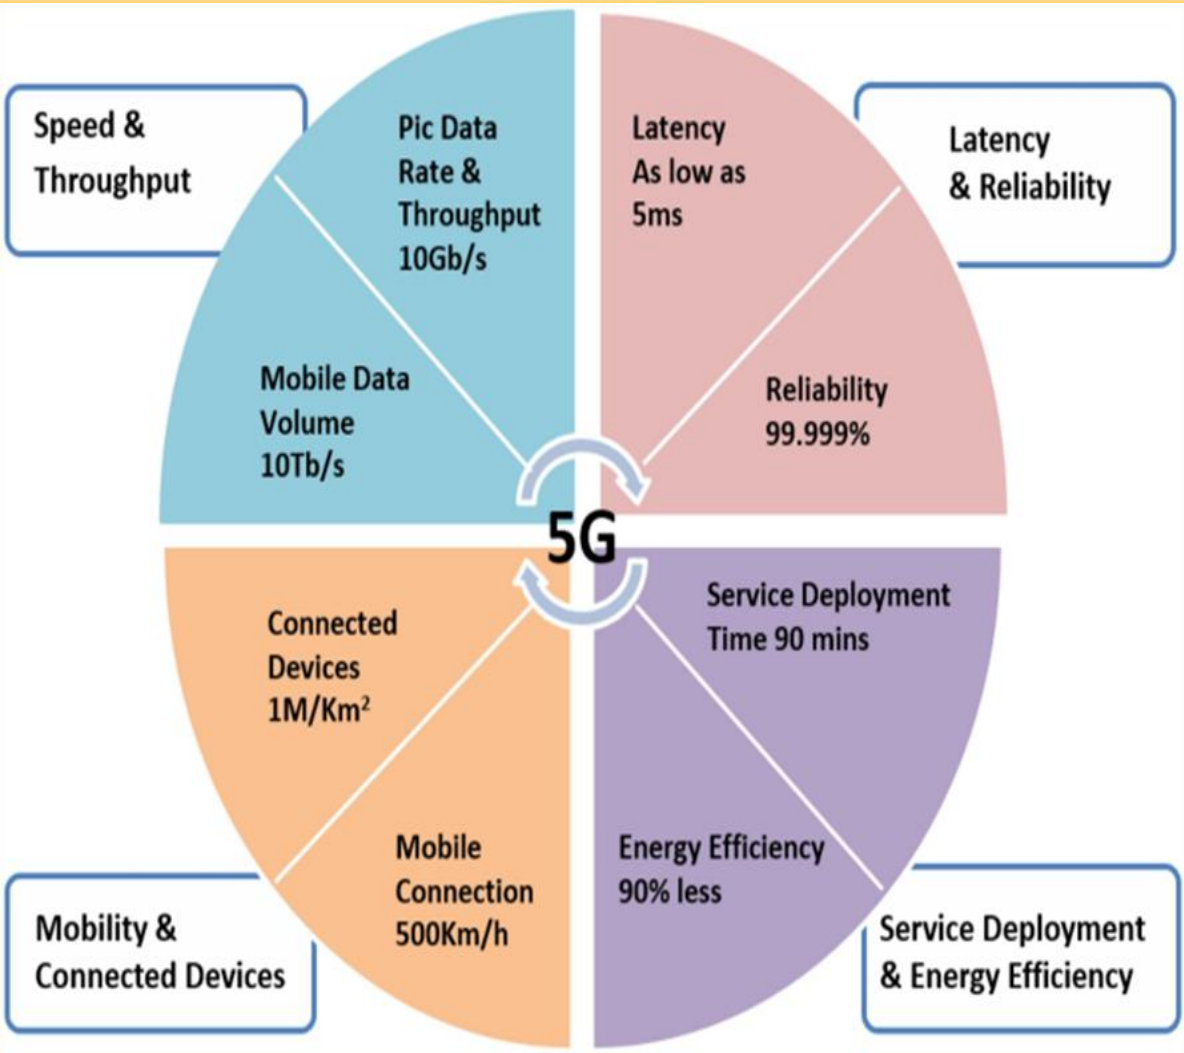 Speed &
Throughput
Pic Data
Rate &
Throughput
10Gb/s
Mobile Data
Volume
10Tb/s
Latency
As low as
5ms
Reliability
99.999%
Latency
& Reliability
5G
Connected
Devices
1M/Km²
Mobile
Connection
500Km/h
Mobility &
Connected Devices
Service Deployment
Time 90 mins
Energy Efficiency
90% less
Service Deployment
& Energy Efficiency